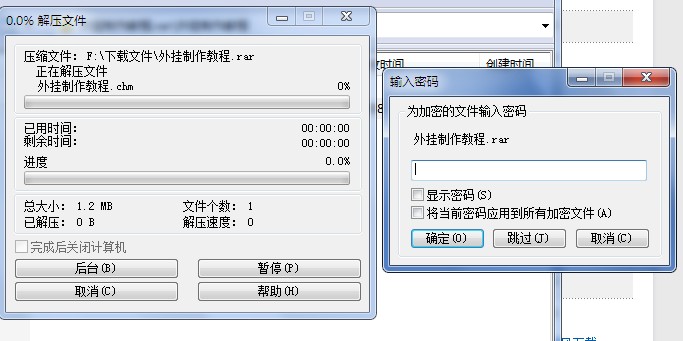 0.0% 解压文件
压缩文件: F:\下载文件\外挂制作教程.rar
正在解压文件
外挂制作教程.chm 0%
已用时间: 00:00:00
剩余时间: 00:00:00
进度 0.0%
总大小: 1.2 MB 文件个数: 1
已解压: 0 B 解压速度: 0
完成后关闭计算机
后台(B) 暂停(P)
取消(C) 帮助(H)
时间 创建时间
输入密码
为加密的文件输入密码
外挂制作教程.rar
显示密码(S)
将当前密码应用到所有加密文件(A)
确定(O) 跳过(J) 取消(C)
下载